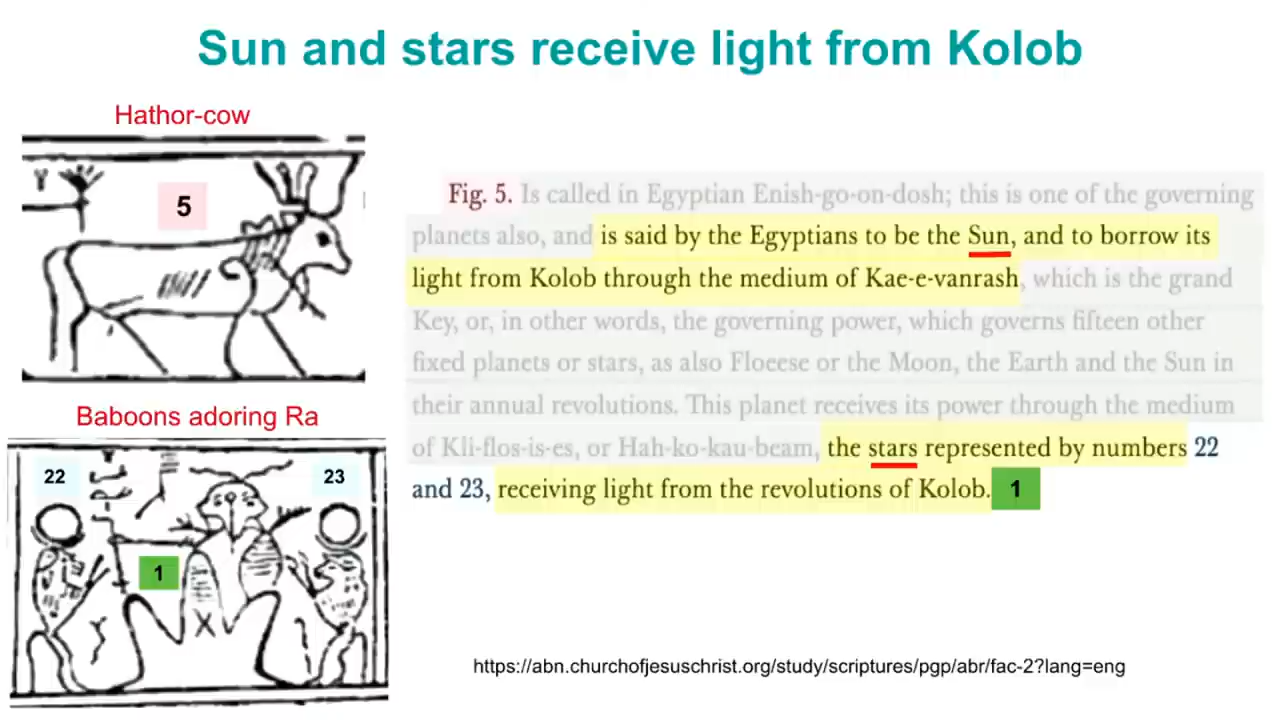 Sun and stars receive light from Kolob
Hathor-cow
5
Baboons adoring Ra
22
23
1
Fig. 5. Is called in Egyptian Enish-go-on-dosh; this is one of the governing
planets also, and is said by the Egyptians to be the Sun, and to borrow its
light from Kolob through the medium of Kae-e-vanrash, which is the grand
Key, or, in other words, the governing power, which governs fifteen other
fixed planets or stars, as also Floeese or the Moon, the Earth and the Sun in
their annual revolutions. This planet receives its power through the medium
of Kli-flos-is-es, or Hah-ko-kau-beam, the stars represented by numbers 22
and 23, receiving light from the revolutions of Kolob. 1
https://abn.churchofjesuschrist.org/study/scriptures/pgp/abr/fac-2?lang=eng